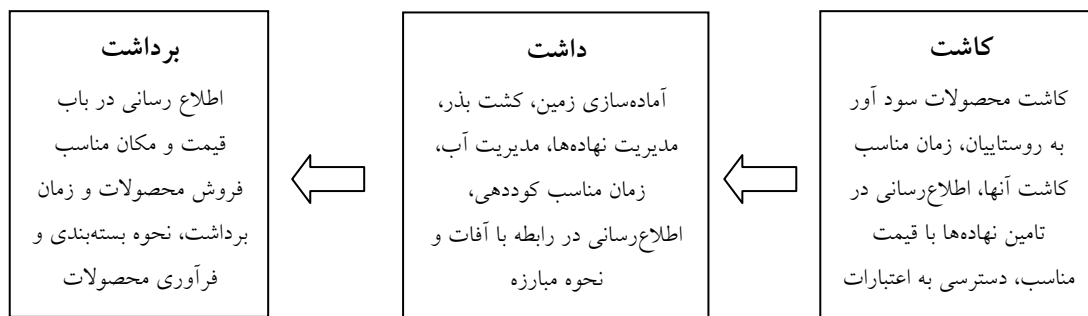 کاشت
کاشت محصولات سود آور
به روستاییان، زمان مناسب
کاشت آنها، اطلاع‌رسانی در
تامین نهاده‌ها با قیمت
مناسب، دسترسی به اعتبارات
داشت
آماده‌سازی زمین، کشت بذر،
مدیریت نهاده‌ها، مدیریت آب،
زمان مناسب کوددهی،
اطلاع‌رسانی در رابطه با آفات و
نحوه مبارزه
برداشت
اطلاع رسانی در باب
قیمت و مکان مناسب
فروش محصولات و زمان
برداشت، نحوه بسته‌بندی و
فرآوری محصولات